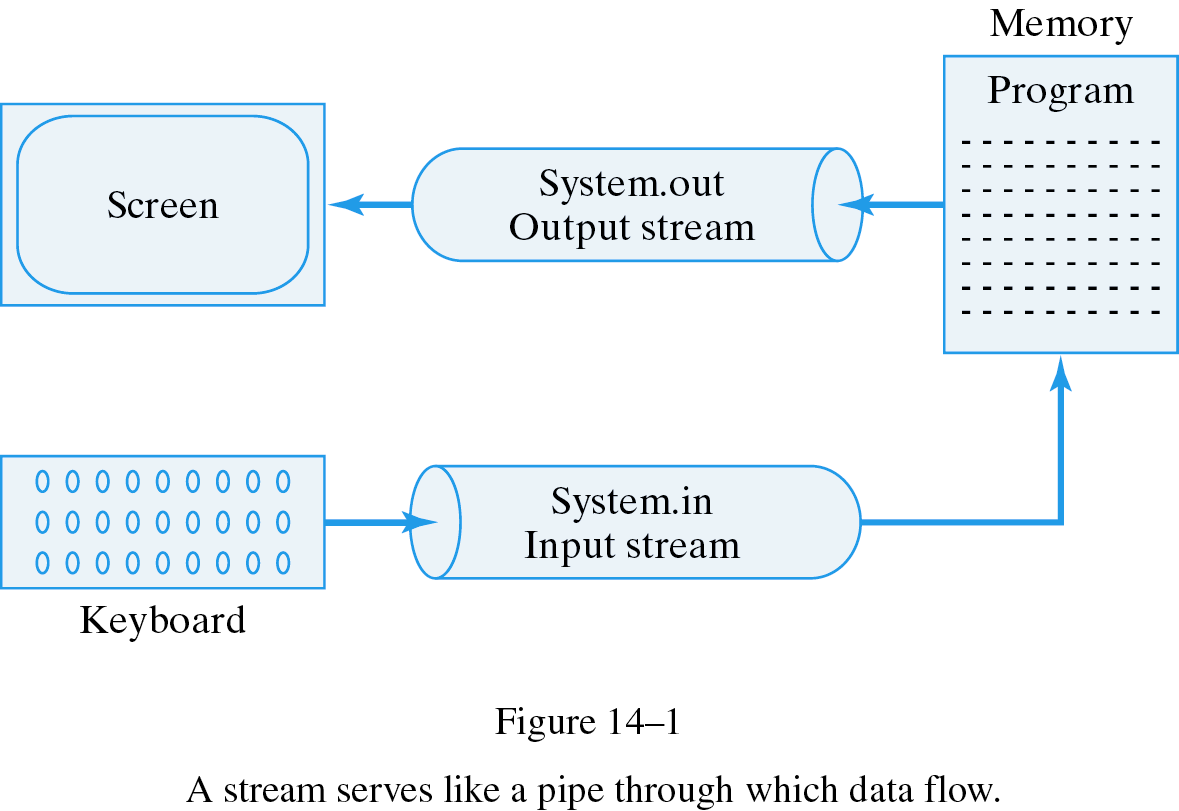 Memory
Program
Screen
System.out
Output stream
System.in
Input stream
Keyboard
Figure 14–1
A stream serves like a pipe through which data flow.